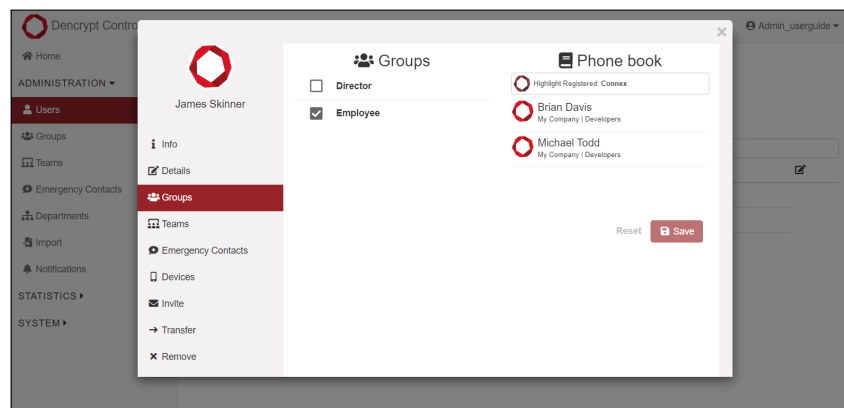 Dencrypt Contro
Admin_userguide
Home
ADMINISTRATION
Users
Groups
Teams
Emergency Contacts
Departments
Import
Notifications
STATISTICS
SYSTEM
James Skinner
Info
Details
Groups
Teams
Emergency Contacts
Devices
Invite
Transfer
Remove
Groups
Director
Employee
Phone book
Highlight Registered: Connex
Brian Davis
My Company | Developers
Michael Todd
My Company | Developers
Reset
Save